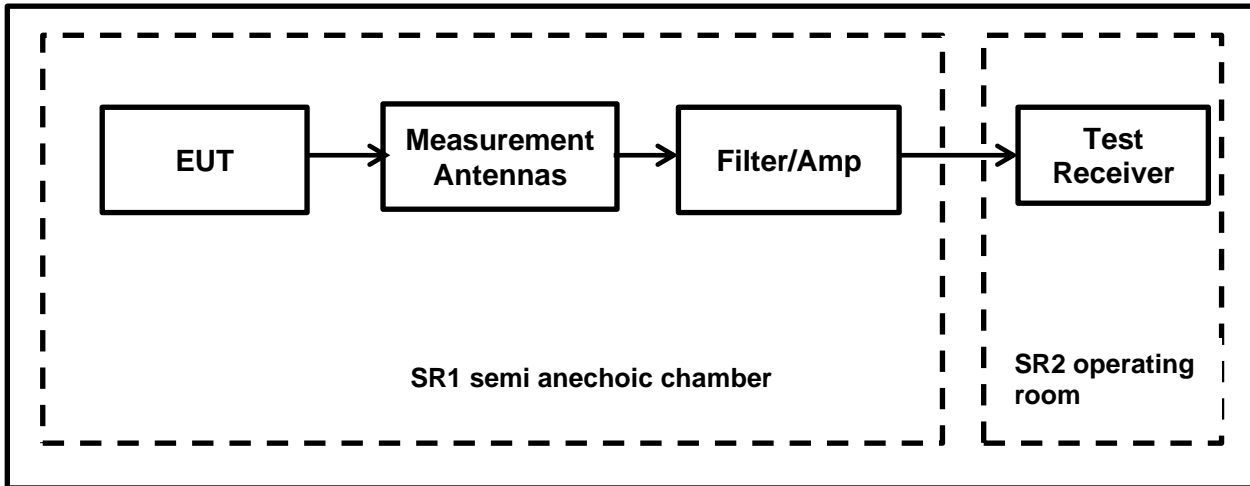 EUT
Measurement
Antennas
Filter/Amp
Test
Receiver
SR1 semi anechoic chamber
SR2 operating
room